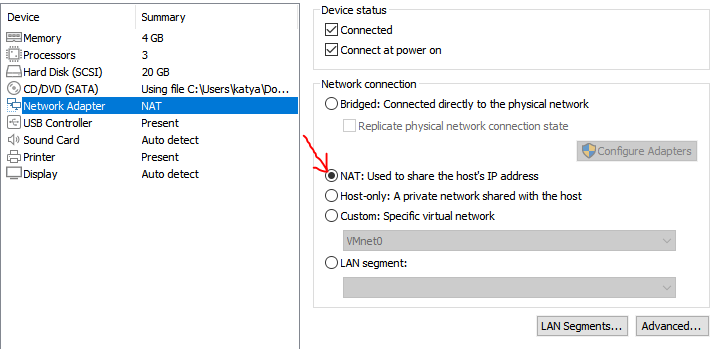 Device Summary
Memory 4 GB
Processors 3
Hard Disk (SCSI) 20 GB
CD/DVD (SATA) Using file C:\Users\katya\Do...
Network Adapter NAT
USB Controller Present
Sound Card Auto detect
Printer Present
Display Auto detect
Device status
Connected
Connect at power on
Network connection
Bridged: Connected directly to the physical network
Replicate physical network connection state
Configure Adapters
NAT: Used to share the host's IP address
Host-only: A private network shared with the host
Custom: Specific virtual network
VMnet0
LAN segment:
LAN Segments... Advanced...